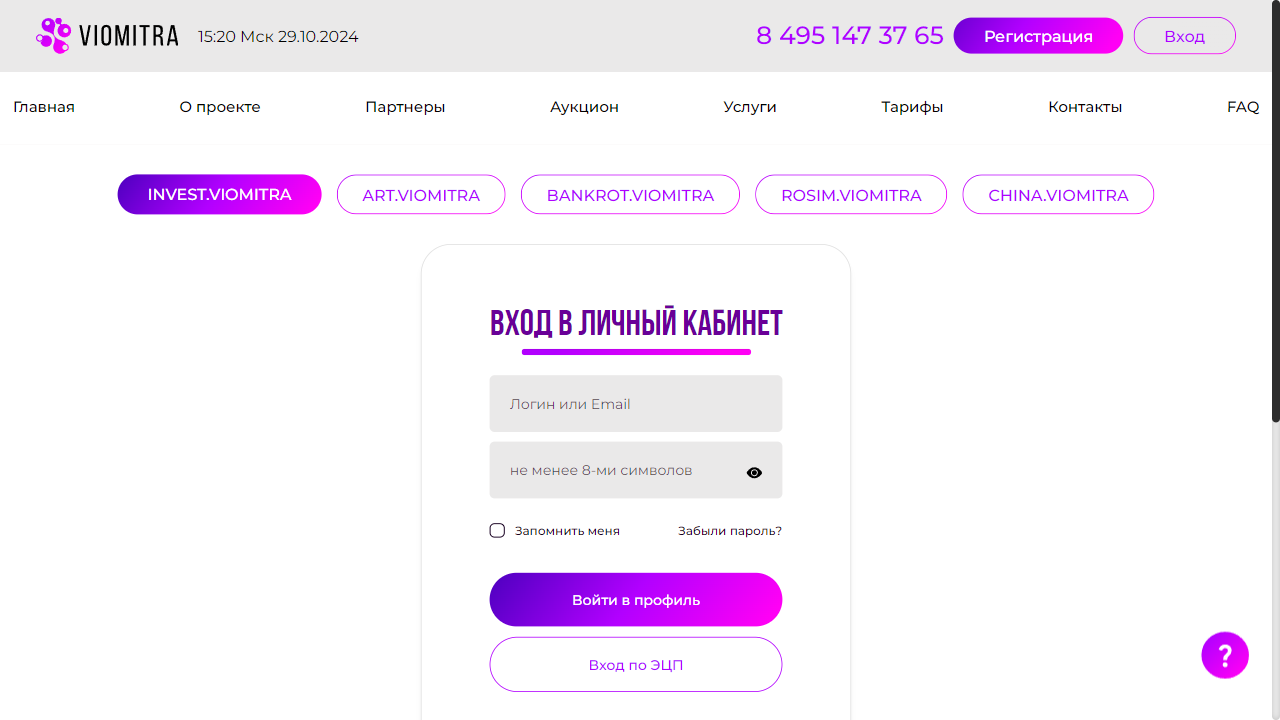 VIOMITRA
15:20 Мск 29.10.2024
8 495 147 37 65
Регистрация
Вход
Главная
О проекте
Партнеры
Аукцион
Услуги
Тарифы
Контакты
FAQ
INVEST.VIOMITRA
ART.VIOMITRA
BANKROT.VIOMITRA
ROSIM.VIOMITRA
CHINA.VIOMITRA
ВХОД В ЛИЧНЫЙ КАБИНЕТ
Логин или Email
не менее 8-ми символов
Запомнить меня
Забыли пароль?
Войти в профиль
Вход по ЭЦП
?